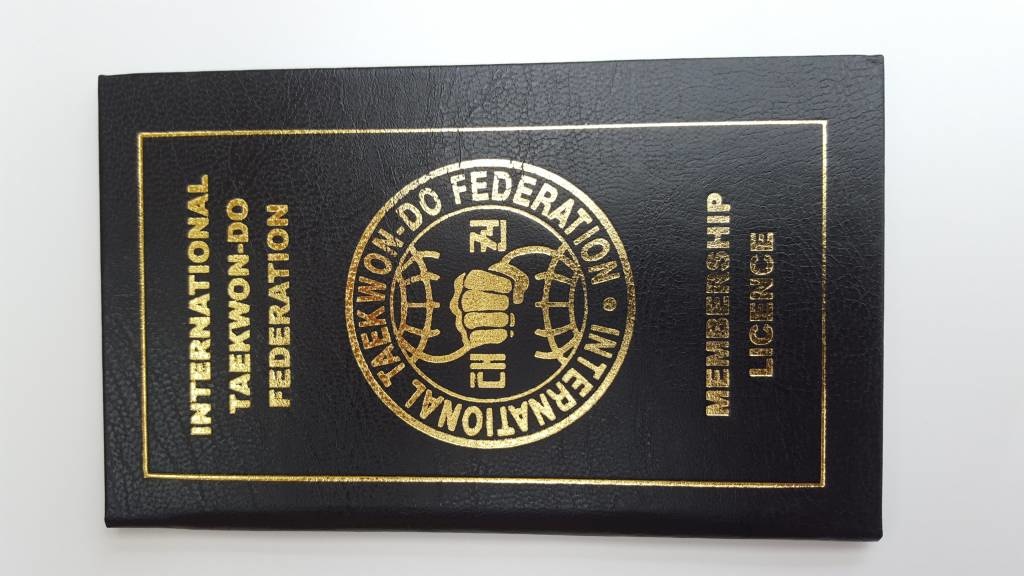 INTERNATIONAL
TAEKWON-DO
FEDERATION
INTERNATIONAL TAEKWON-DO FEDERATION •
태권
MEMBERSHIP
LICENCE